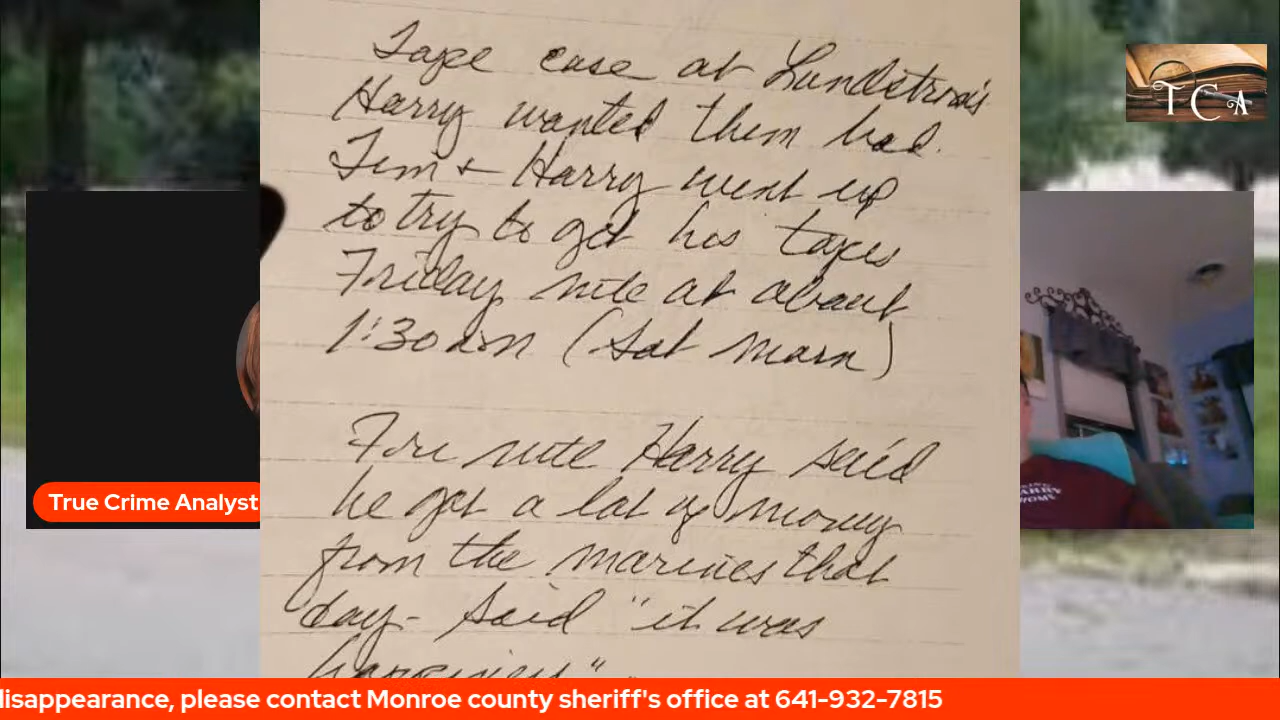 Tape case at Lundstrom's
Harry wanted them bad.
Jim + Harry went up
to try to get his tapes
Friday nite at about
1:30 am (Sat morn)
Fri nite Harry said
he got a lot of money
from the marines that
day - said "it was
happiness"
TCA
True Crime Analyst
HARRY
HOME
disappearance, please contact Monroe county sheriff's office at 641-932-7815